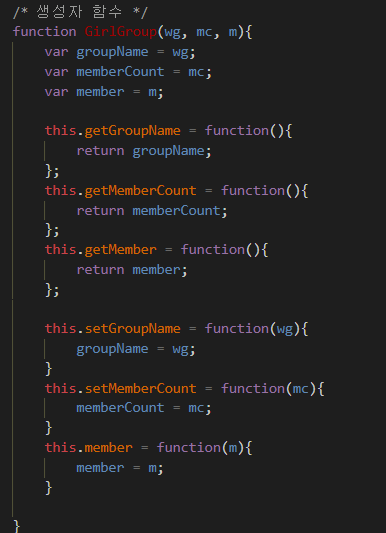 /* 생성자 함수 */
function GirlGroup(wg, mc, m){
    var groupName = wg;
    var memberCount = mc;
    var member = m;

    this.getGroupName = function(){
        return groupName;
    };
    this.getMemberCount = function(){
        return memberCount;
    };
    this.getMember = function(){
        return member;
    };

    this.setGroupName = function(wg){
        groupName = wg;
    }
    this.setMemberCount = function(mc){
        memberCount = mc;
    }
    this.member = function(m){
        member = m;
    }

}